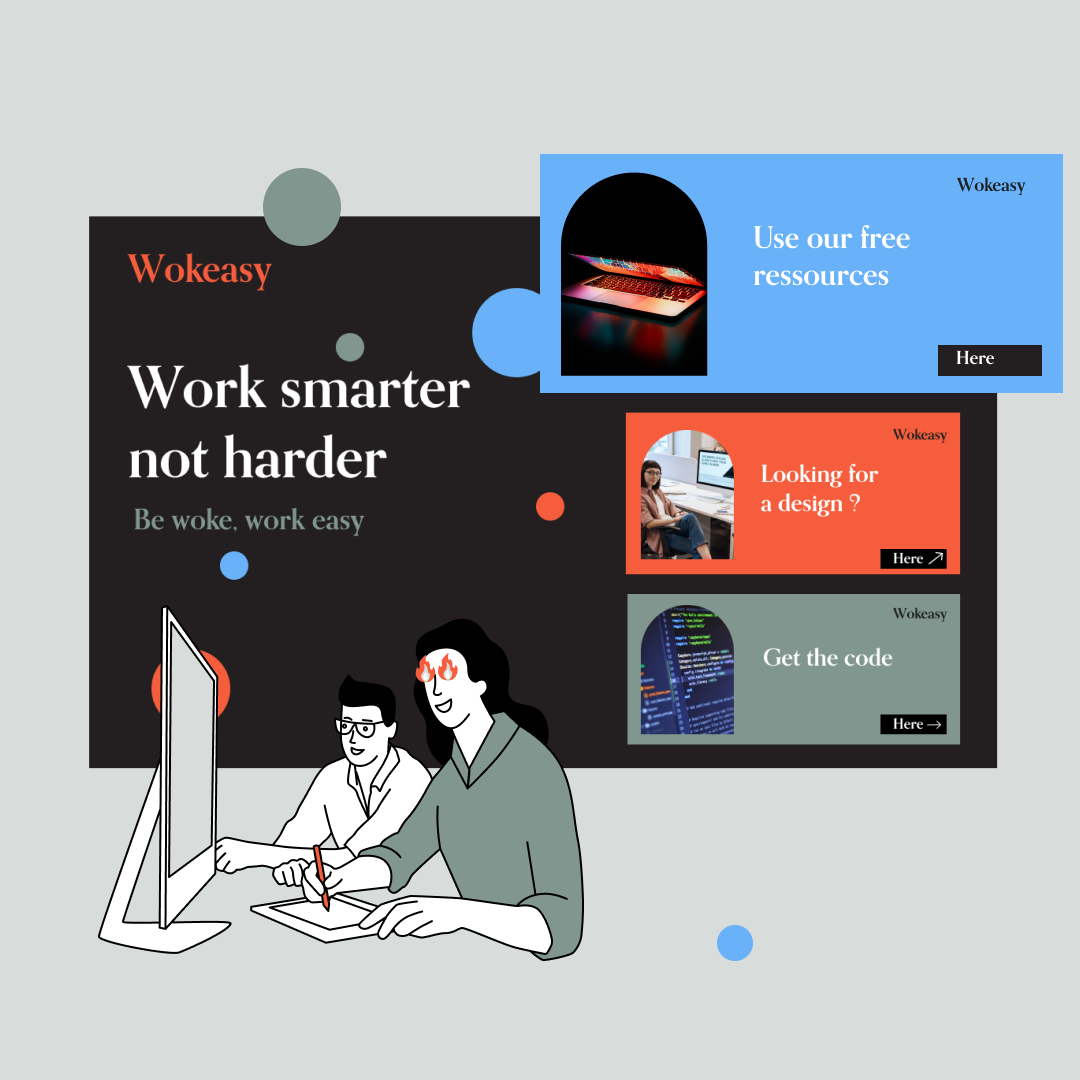 Wokeasy
Work smarter
not harder
Be woke, work easy
Wokeasy
Use our free
ressources
Here
Wokeasy
Looking for
a design ?
Here
Wokeasy
Get the code
Here